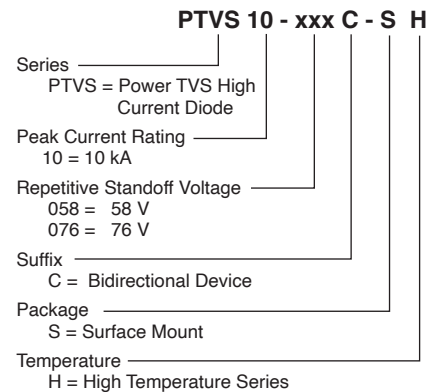 PTVS 10 - xxx C - S H
Series
PTVS = Power TVS High
Current Diode
Peak Current Rating
10 = 10 kA
Repetitive Standoff Voltage
058 = 58 V
076 = 76 V
Suffix
C = Bidirectional Device
Package
S = Surface Mount
Temperature
H = High Temperature Series